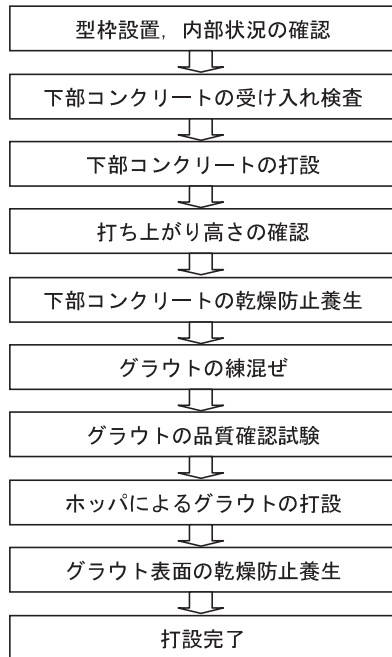 型枠設置，内部状況の確認
下部コンクリートの受け入れ検査
下部コンクリートの打設
打ち上がり高さの確認
下部コンクリートの乾燥防止養生
グラウトの練混ぜ
グラウトの品質確認試験
ホッパによるグラウトの打設
グラウト表面の乾燥防止養生
打設完了